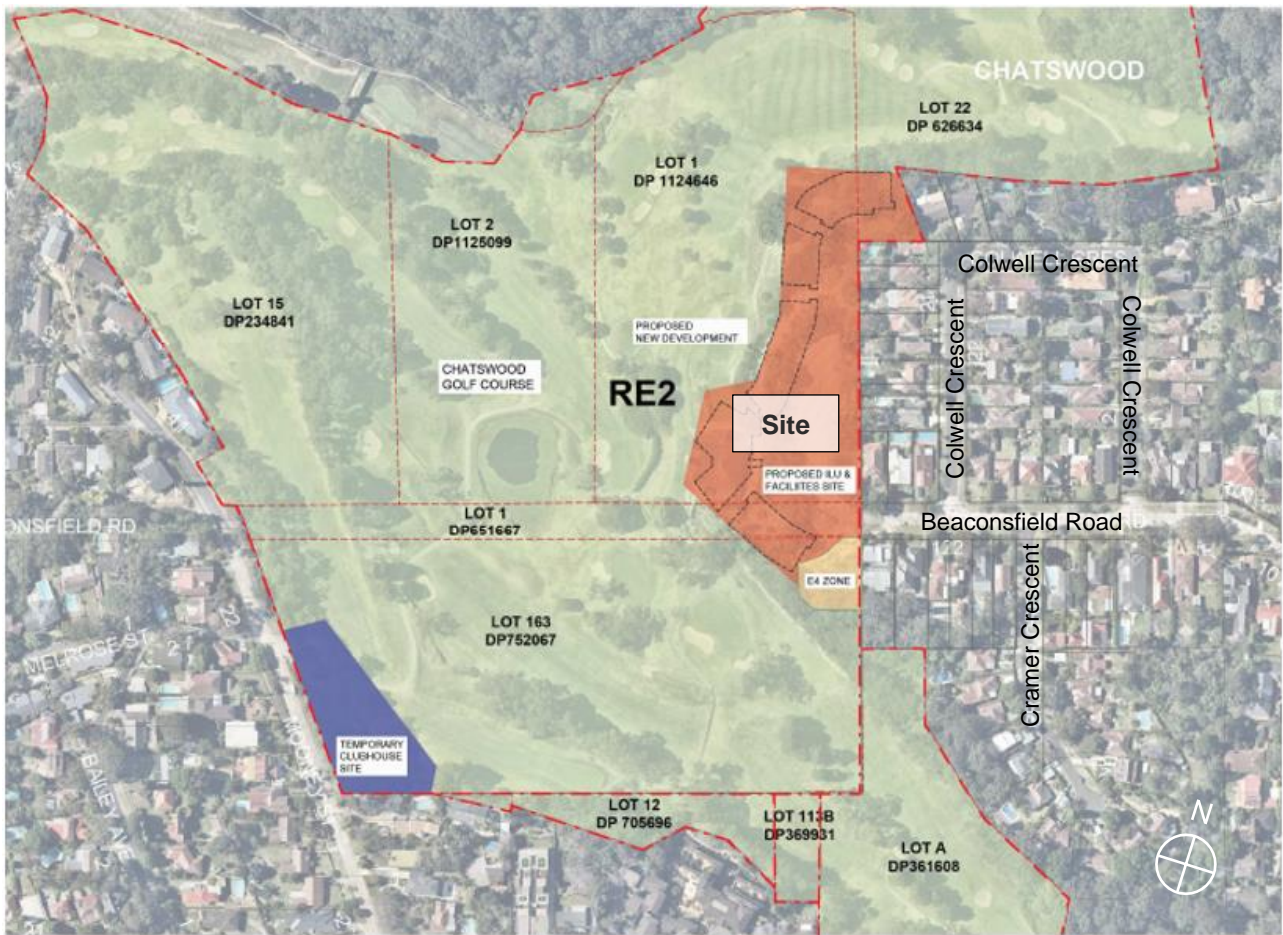 CHATSWOOD
LOT 22
DP 626634
LOT 1
DP 1124646
LOT 2
DP1125099
Colwell Crescent
LOT 15
DP234841
Colwell Crescent
Colwell Crescent
PROPOSED
NEW DEVELOPMENT
CHATSWOOD
GOLF COURSE
RE2
Site
PROPOSED ILU &
FACILIITES SITE
LOT 1
DP651667
ONSFIELD RD
Beaconsfield Road
E4 ZONE
Cramer Crescent
LOT 163
DP752067
MELROSE ST
TEMPORARY
CLUBHOUSE
SITE
BAILEY AVE
LOT 12
DP 705696
LOT 113B
DP369931
LOT A
DP361608
N